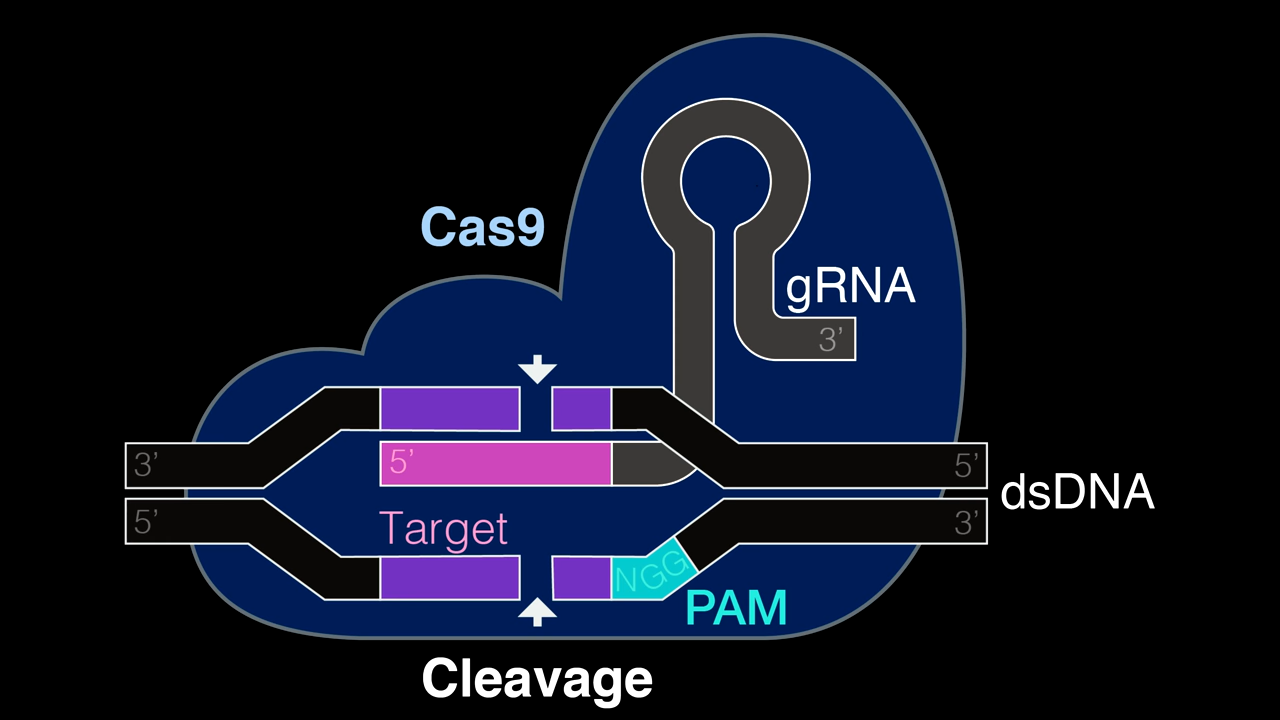 Cas9
gRNA
3’
3’
5’
5’
dsDNA
5’
3’
Target
NGG
PAM
Cleavage